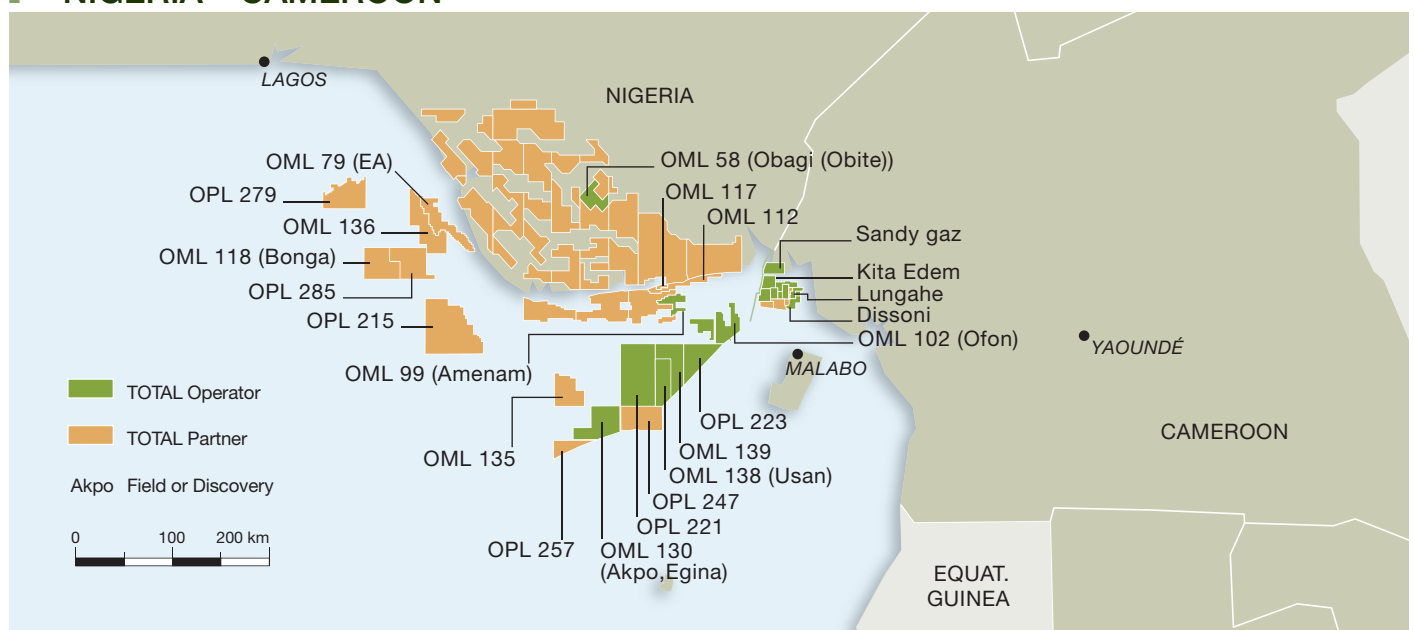 NIGERIA - CAMEROON
LAGOS
NIGERIA
OML 79 (EA)
OML 58 (Obagi (Obite))
OPL 279
OML 117
OML 136
OML 112
OML 118 (Bonga)
Sandy gaz
OPL 285
Kita Edem
Lungahe
OPL 215
Dissoni
OML 102 (Ofon)
YAOUNDÉ
OML 99 (Amenam)
MALABO
TOTAL Operator
OPL 223
TOTAL Partner
CAMEROON
OML 139
OML 135
OML 138 (Usan)
Akpo Field or Discovery
OPL 247
OPL 221
0 100 200 km
OPL 257
OML 130
(Akpo,Egina)
EQUAT.
GUINEA